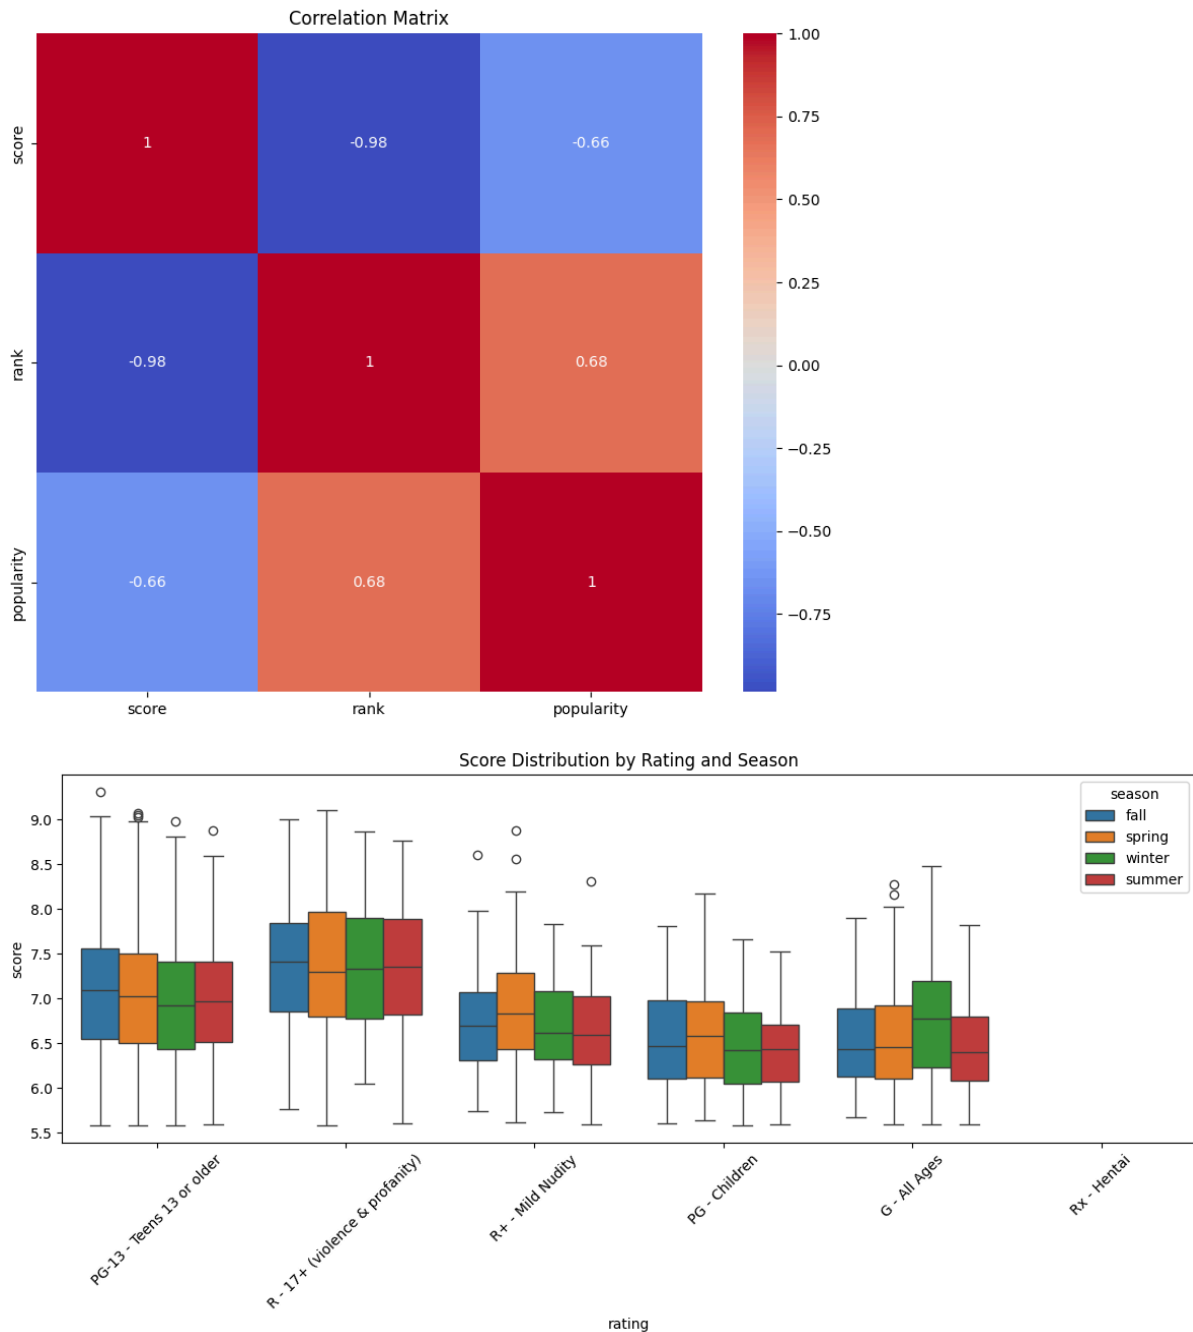 Correlation Matrix
score
1
-0.98
-0.66
rank
-0.98
1
0.68
popularity
-0.66
0.68
1
score rank popularity
1.00
0.75
0.50
0.25
0.00
−0.25
−0.50
−0.75
Score Distribution by Rating and Season
score
9.0
8.5
8.0
7.5
7.0
6.5
6.0
5.5
season
fall
spring
winter
summer
PG-13 - Teens 13 or older
R - 17+ (violence & profanity)
R+ - Mild Nudity
PG - Children
G - All Ages
Rx - Hentai
rating